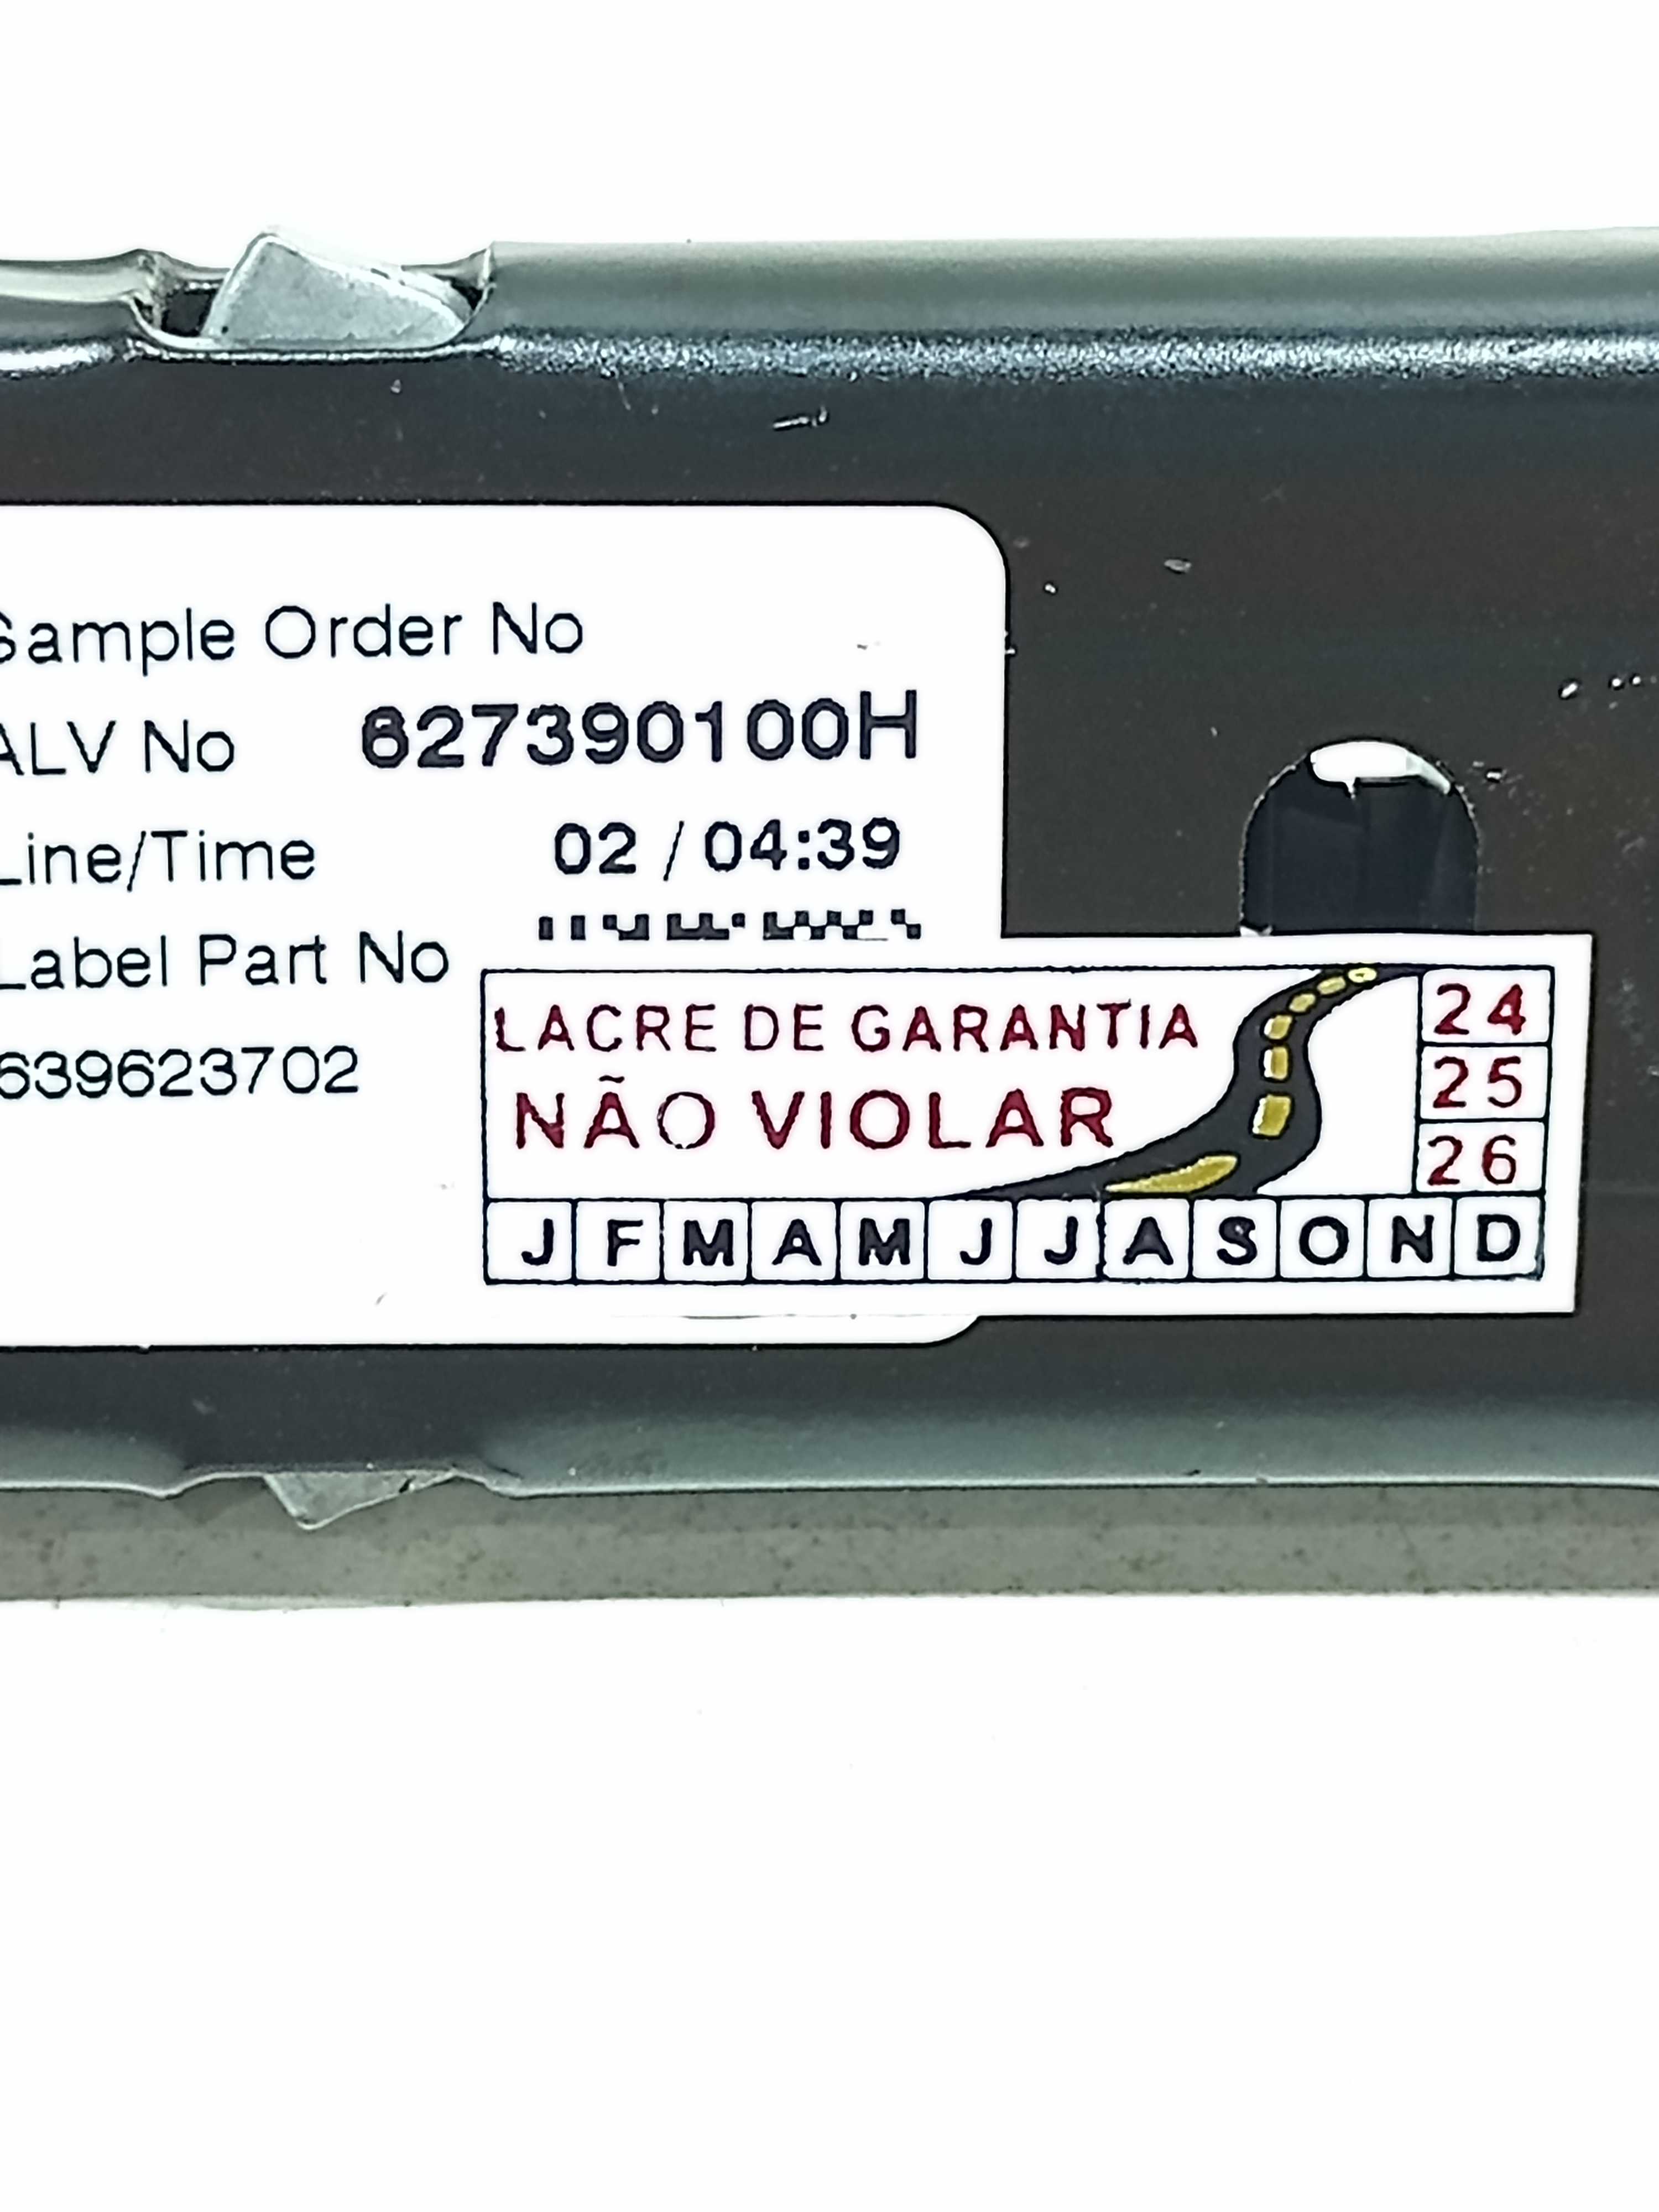 Sample Order No
ALV No 627390100H
Line/Time 02 / 04:39
Label Part No
639623702
LACRE DE GARANTIA
NÃO VIOLAR
24
25
26
J F M A M J J A S O N D